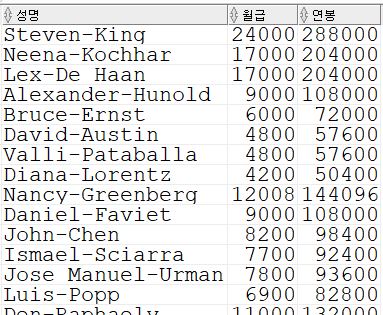 성명 월급 연봉
Steven-King 24000 288000
Neena-Kochhar 17000 204000
Lex-De Haan 17000 204000
Alexander-Hunold 9000 108000
Bruce-Ernst 6000 72000
David-Austin 4800 57600
Valli-Pataballa 4800 57600
Diana-Lorentz 4200 50400
Nancy-Greenberg 12008 144096
Daniel-Faviet 9000 108000
John-Chen 8200 98400
Ismael-Sciarra 7700 92400
Jose Manuel-Urman 7800 93600
Luis-Popp 6900 82800
Den-Raphaely 11000 132000